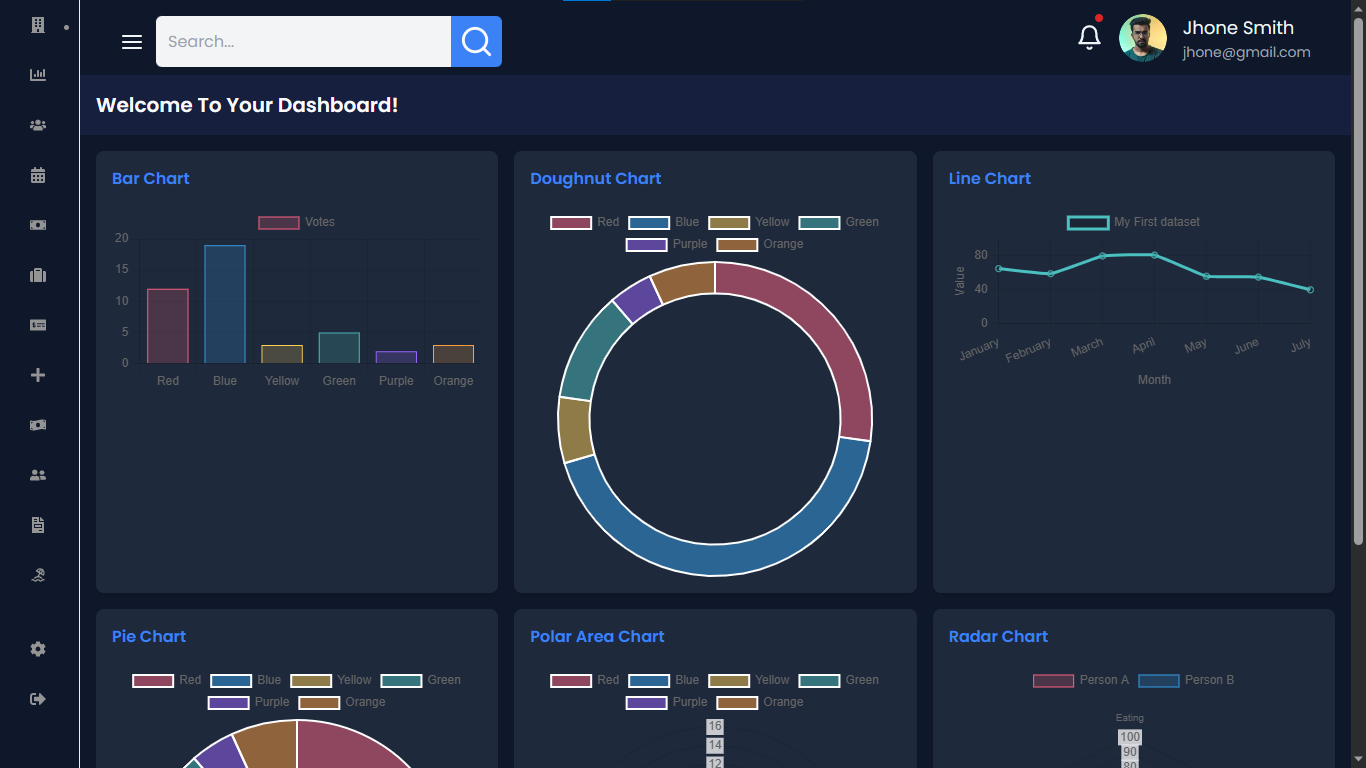 Search...
Jhone Smith
jhone@gmail.com
Welcome To Your Dashboard!
Bar Chart
Votes
20
15
10
5
0
Red Blue Yellow Green Purple Orange
Doughnut Chart
Red Blue Yellow Green
Purple Orange
Line Chart
My First dataset
80
40
0
Value
January February March April May June July
Month
Pie Chart
Red Blue Yellow Green
Purple Orange
Polar Area Chart
Red Blue Yellow Green
Purple Orange
16
14
12
Radar Chart
Person A Person B
Eating
100
90
80